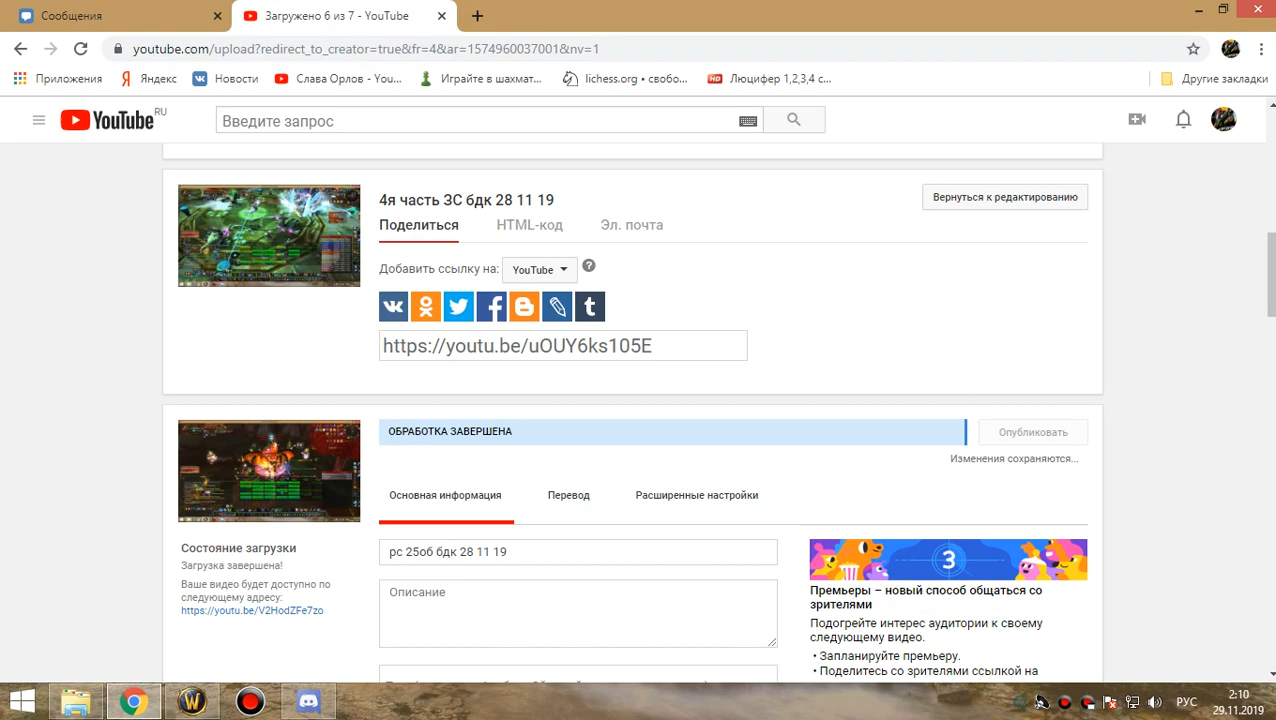 Сообщения
Загружено 6 из 7 - YouTube
youtube.com/upload?redirect_to_creator=true&fr=4&ar=1574960037001&nv=1
Приложения
Яндекс
Новости
Слава Орлов - You...
Играйте в шахмат...
lichess.org • свобо...
Люцифер 1,2,3,4 с...
Другие закладки
YouTube RU
Введите запрос
4я часть ЗС бдк 28 11 19
Вернуться к редактированию
Поделиться
HTML-код
Эл. почта
Добавить ссылку на:
YouTube
https://youtu.be/uOUY6ks105E
ОБРАБОТКА ЗАВЕРШЕНА
Опубликовать
Изменения сохраняются...
Основная информация
Перевод
Расширенные настройки
Состояние загрузки
Загрузка завершена!
Ваше видео будет доступно по
следующему адресу:
https://youtu.be/V2HodZFe7zo
рс 25об бдк 28 11 19
Описание
3
Премьеры – новый способ общаться со
зрителями
Подогрейте интерес аудитории к своему
следующему видео.
• Запланируйте премьеру.
• Поделитесь со зрителями ссылкой на
РУС
2:10
29.11.2019